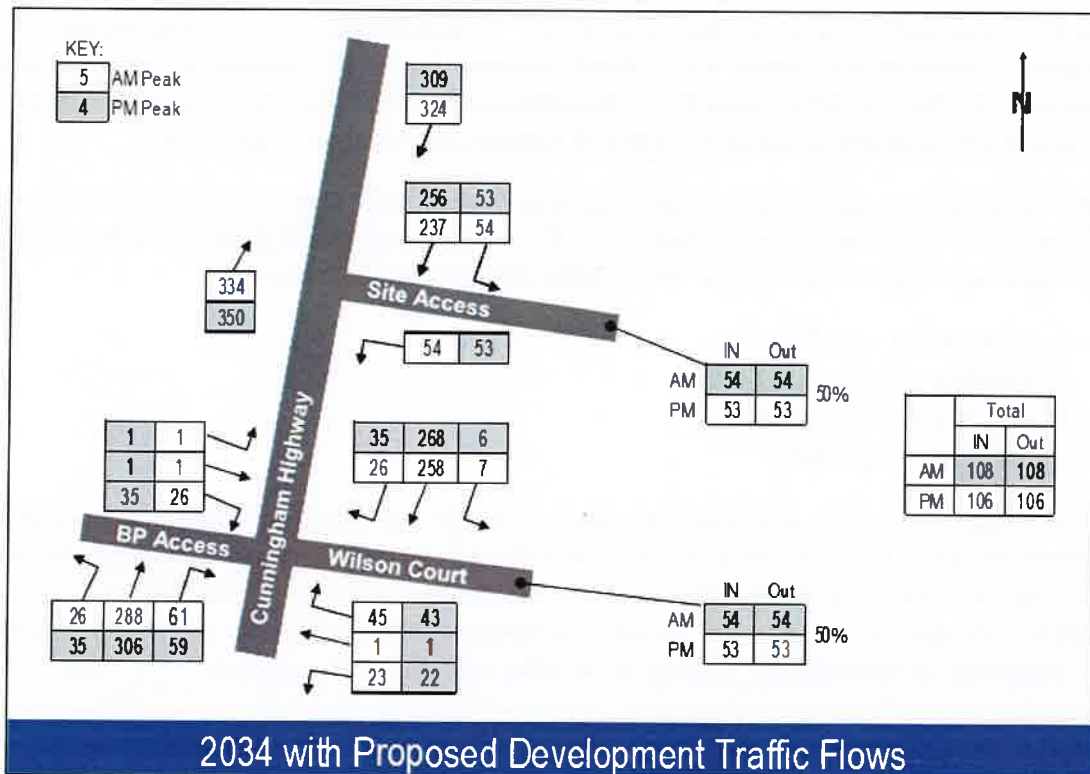 KEY:
5 AM Peak
4 PM Peak
309
324
N
256 53
237 54
334
350
Site Access
54 53
IN Out
AM 54 54
PM 53 53
50%
Total
IN Out
AM 108 108
PM 106 106
Cunningham Highway
1 1
1 1
35 26
35 268 6
26 258 7
BP Access
Wilson Court
26 288 61
35 306 59
45 43
1 1
23 22
IN Out
AM 54 54
PM 53 53
50%
2034 with Proposed Development Traffic Flows